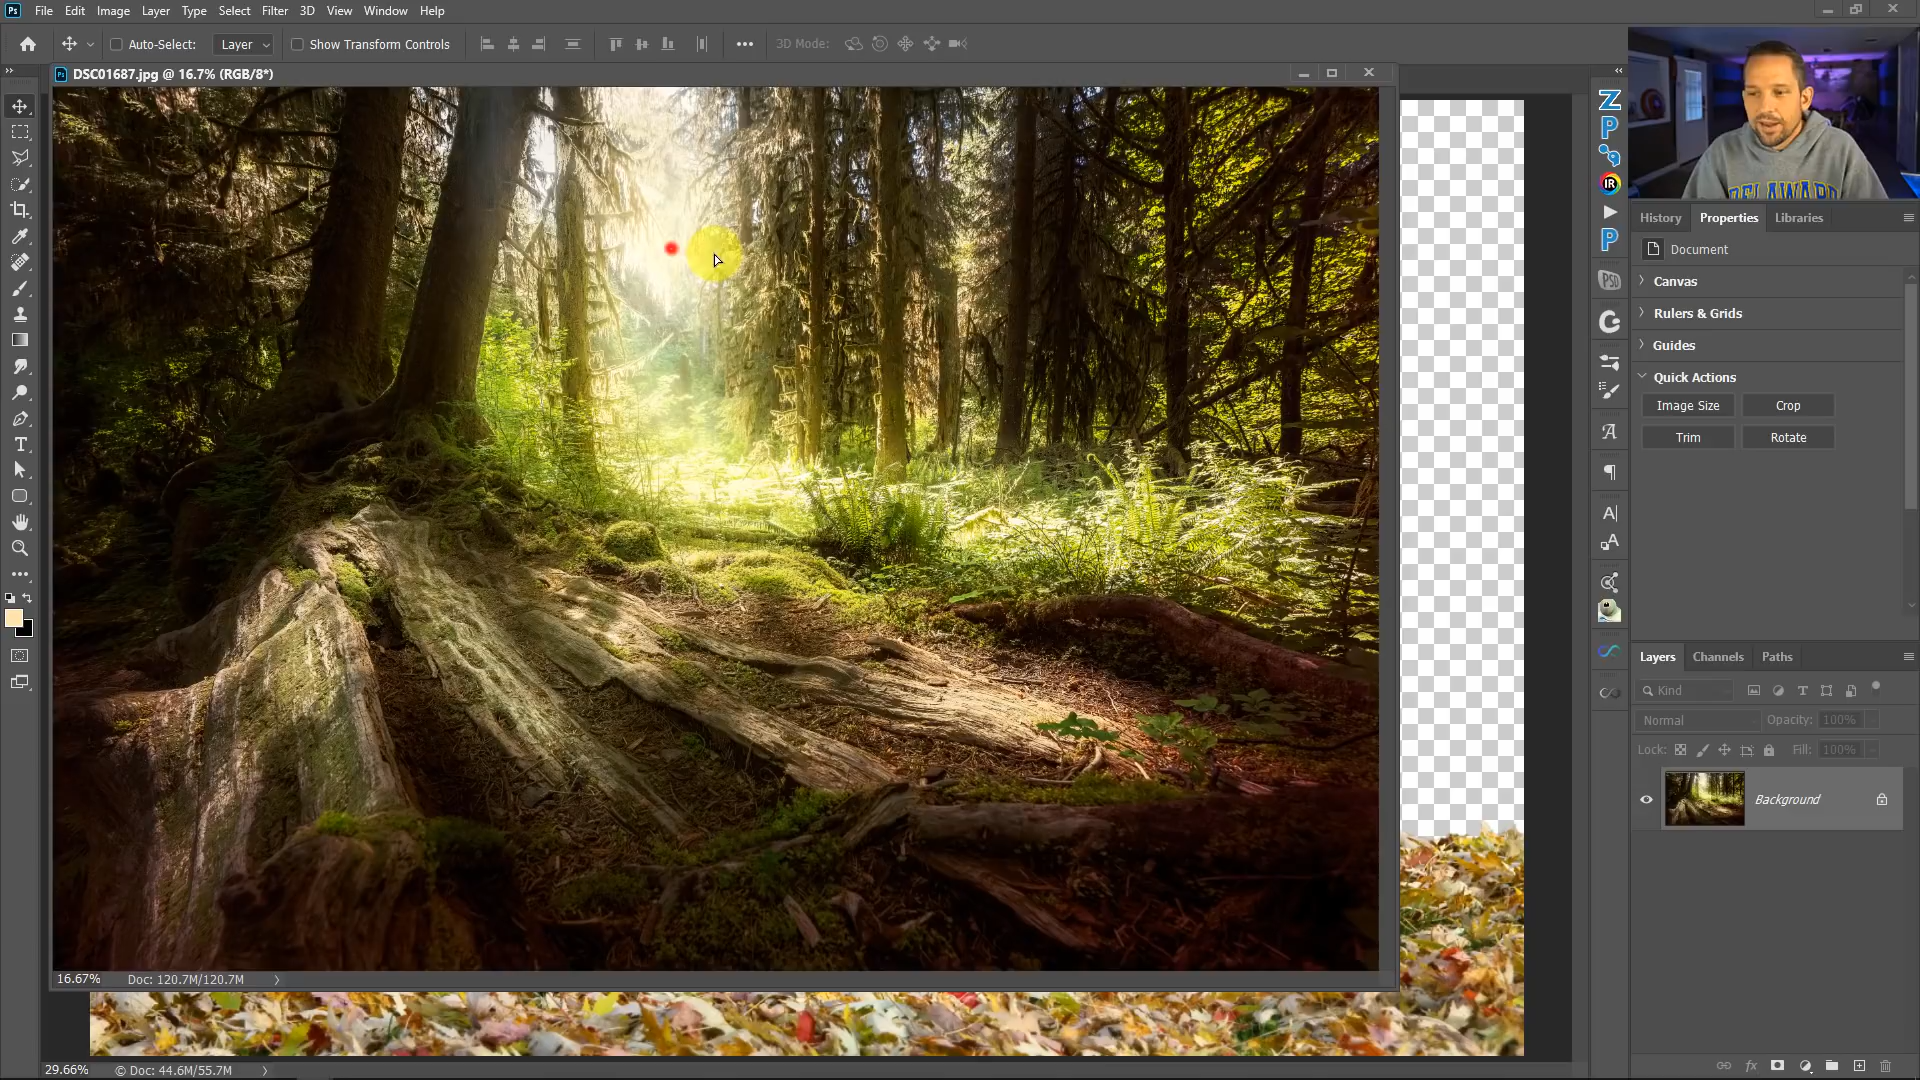 Ps File Edit Image Layer Type Select Filter 3D View Window Help
Auto-Select: Layer Show Transform Controls 3D Mode:
DSC01687.jpg @ 16.7% (RGB/8*)
DELAWARE
History Properties Libraries
Document
Canvas
Rulers & Grids
Guides
Quick Actions
Image Size Crop
Trim Rotate
Layers Channels Paths
Kind
Normal Opacity: 100%
Lock: Fill: 100%
Background
16.67% Doc: 120.7M/120.7M
29.66% © Doc: 44.6M/55.7M